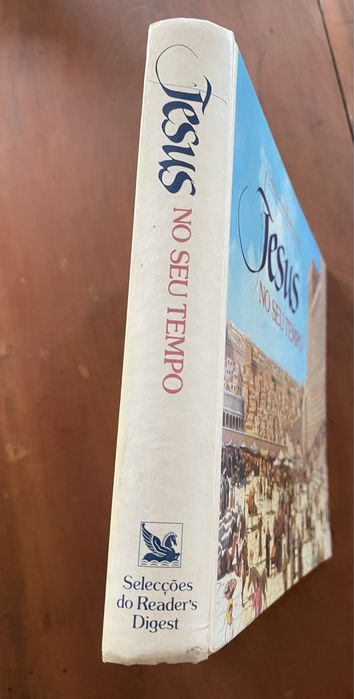 Jesus
NO SEU TEMPO
Selecções
do Reader's
Digest
Jesus
NO SEU TEMPO